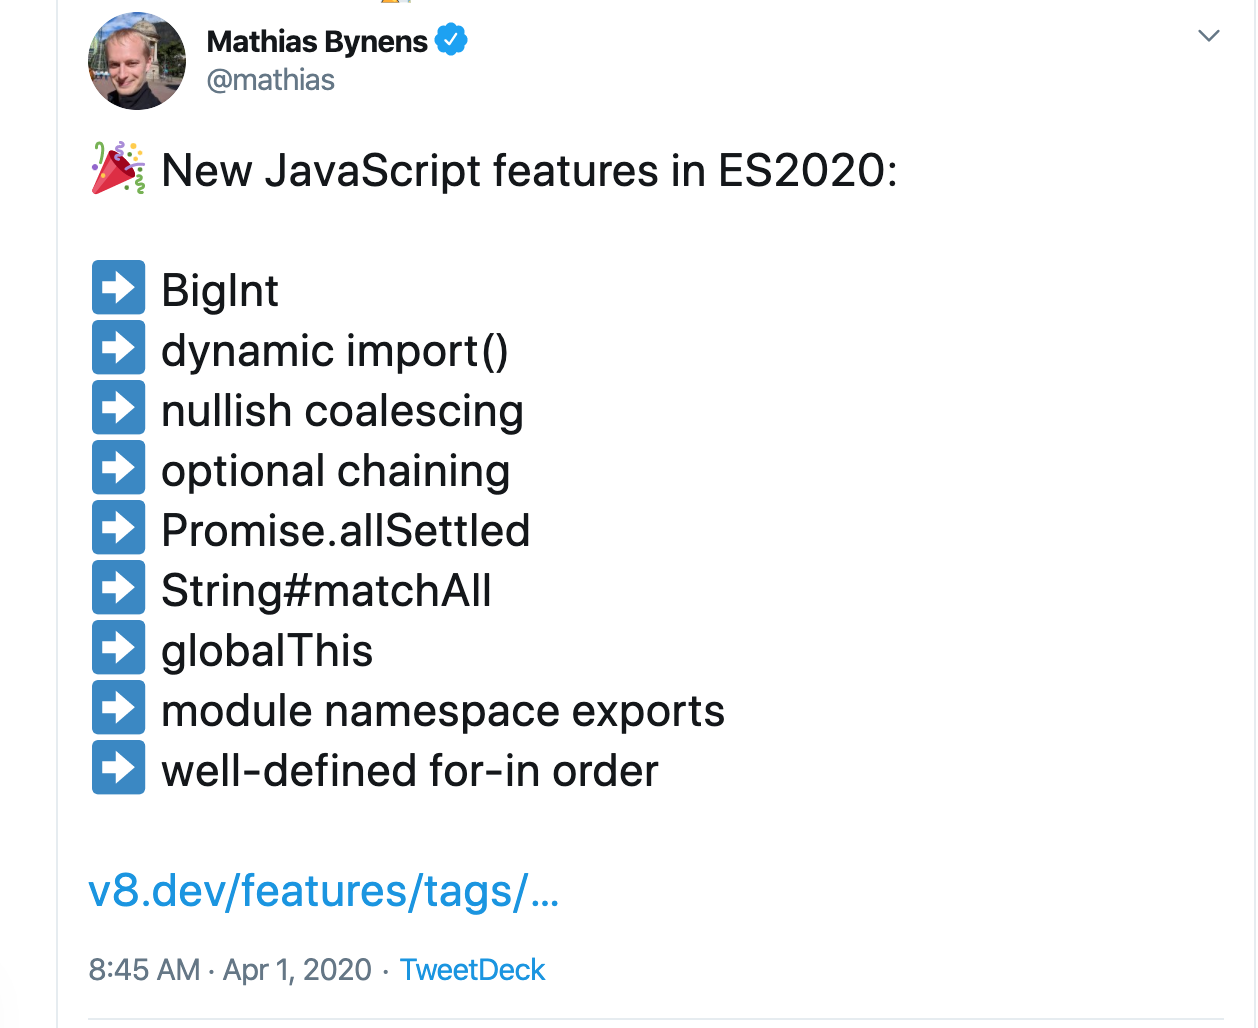 Mathias Bynens
@mathias
🎉 New JavaScript features in ES2020:
➡️ BigInt
➡️ dynamic import()
➡️ nullish coalescing
➡️ optional chaining
➡️ Promise.allSettled
➡️ String#matchAll
➡️ globalThis
➡️ module namespace exports
➡️ well-defined for-in order
v8.dev/features/tags/…
8:45 AM · Apr 1, 2020 · TweetDeck